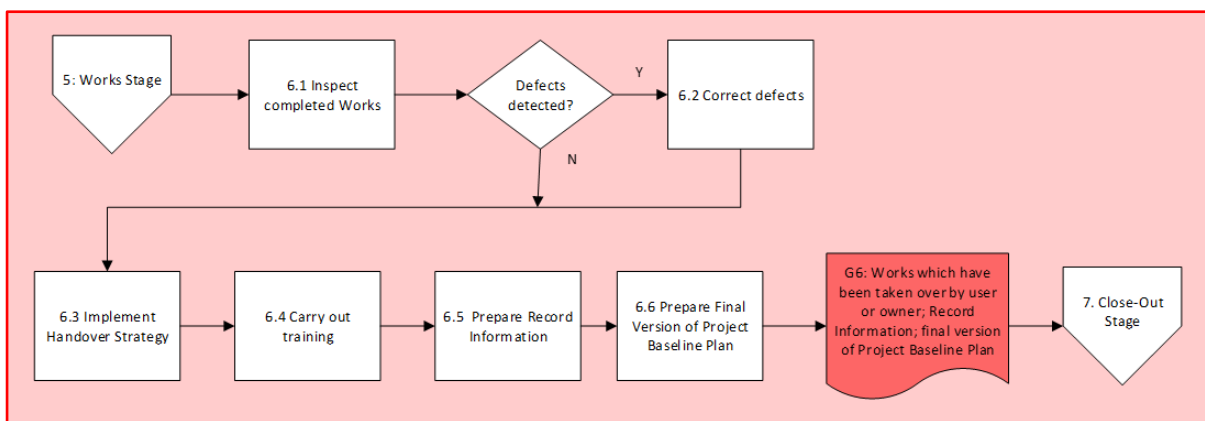 5: Works Stage
6.1 Inspect
completed Works
Defects
detected?
Y
6.2 Correct defects
N
6.3 Implement
Handover Strategy
6.4 Carry out
training
6.5 Prepare Record
Information
6.6 Prepare Final
Version of Project
Baseline Plan
G6: Works which have
been taken over by user
or owner; Record
Information; final version
of Project Baseline Plan
7. Close-Out
Stage